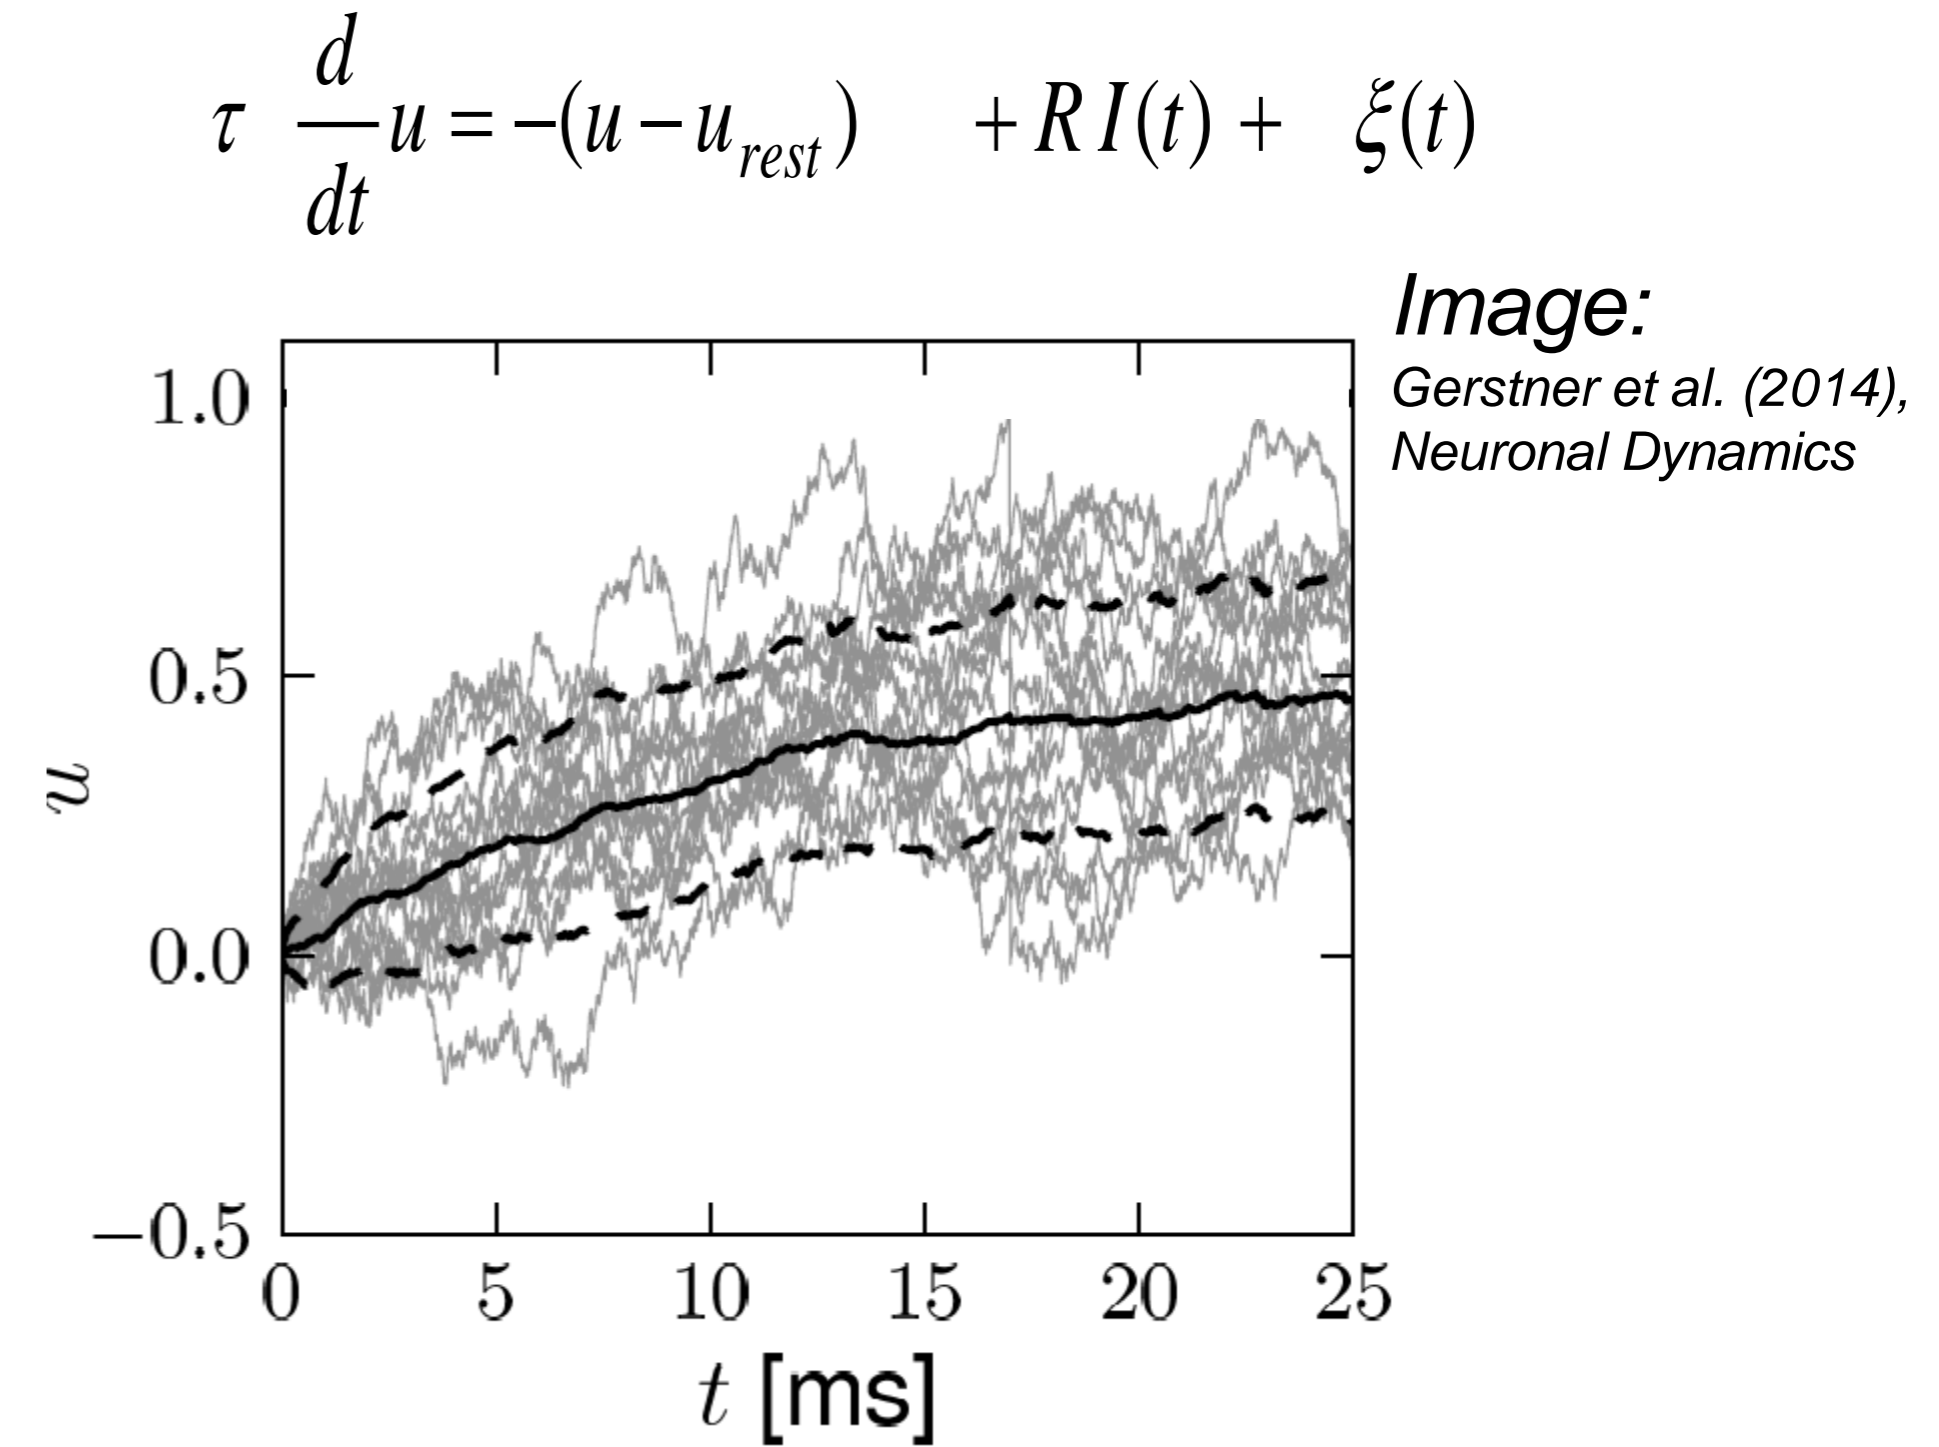 τ d/dt u = −(u − u_rest) + R I(t) + ξ(t)
Image:
Gerstner et al. (2014),
Neuronal Dynamics
1.0
0.5
0.0
−0.5
u
0 5 10 15 20 25
t [ms]